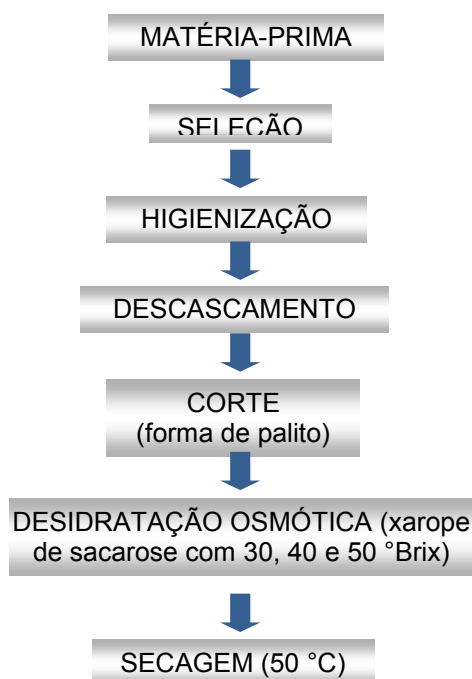 MATÉRIA-PRIMA
SELEÇÃO
HIGIENIZAÇÃO
DESCASCAMENTO
CORTE
(forma de palito)
DESIDRATAÇÃO OSMÓTICA (xarope
de sacarose com 30, 40 e 50 °Brix)
SECAGEM (50 °C)